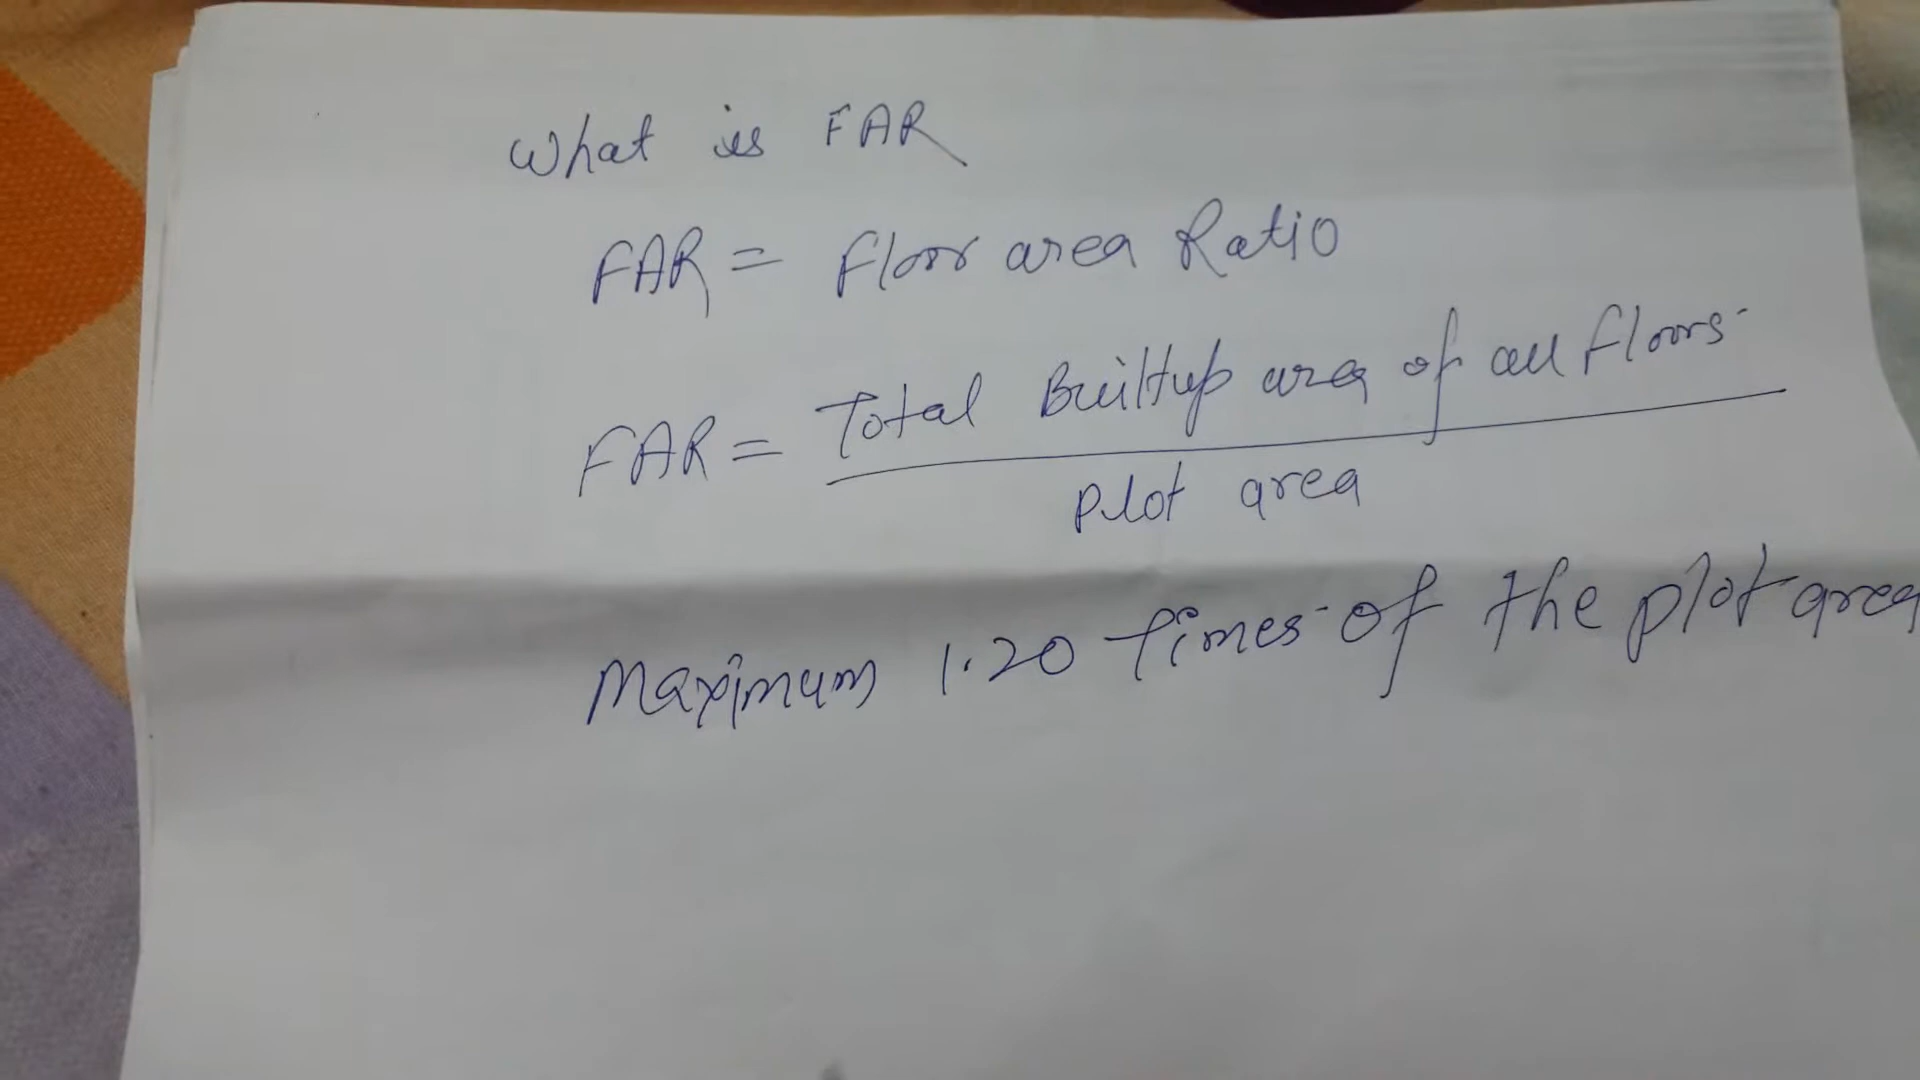 What is FAR
FAR = Floor area Ratio
FAR = Total Builtup area of all floors
Plot area
Maximum 1.20 times of the plot area